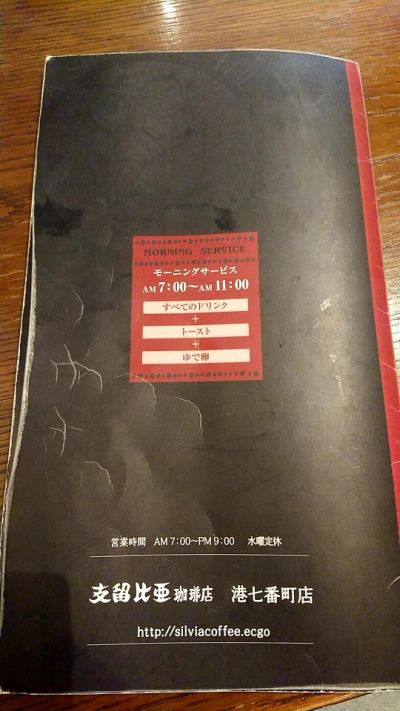 MORNING SERVICE
モーニングサービス
AM 7:00～AM 11:00
すべてのドリンク
+
トースト
+
ゆで卵
営業時間 AM 7:00～PM 9:00 水曜定休
支留比亜珈琲店 港七番町店
http://silviacoffee.ecgo